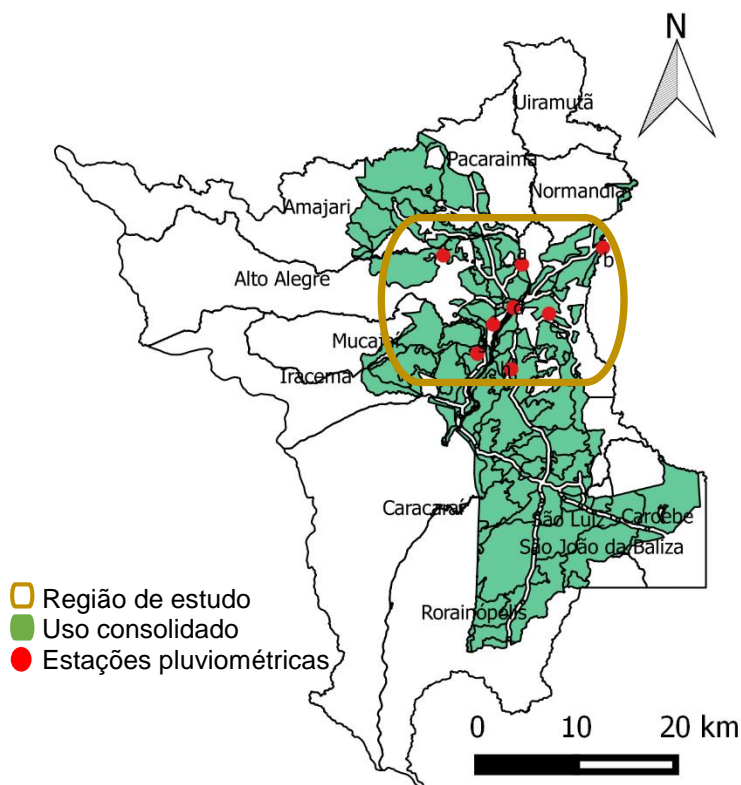 N
Uiramutã
Pacaraima
Normandia
Amajari
a
b
Alto Alegre
Mucajaí
Iracema
Caracaraí
São Luiz
Caroebe
São João da Baliza
Rorainópolis
Região de estudo
Uso consolidado
Estações pluviométricas
0 10 20 km